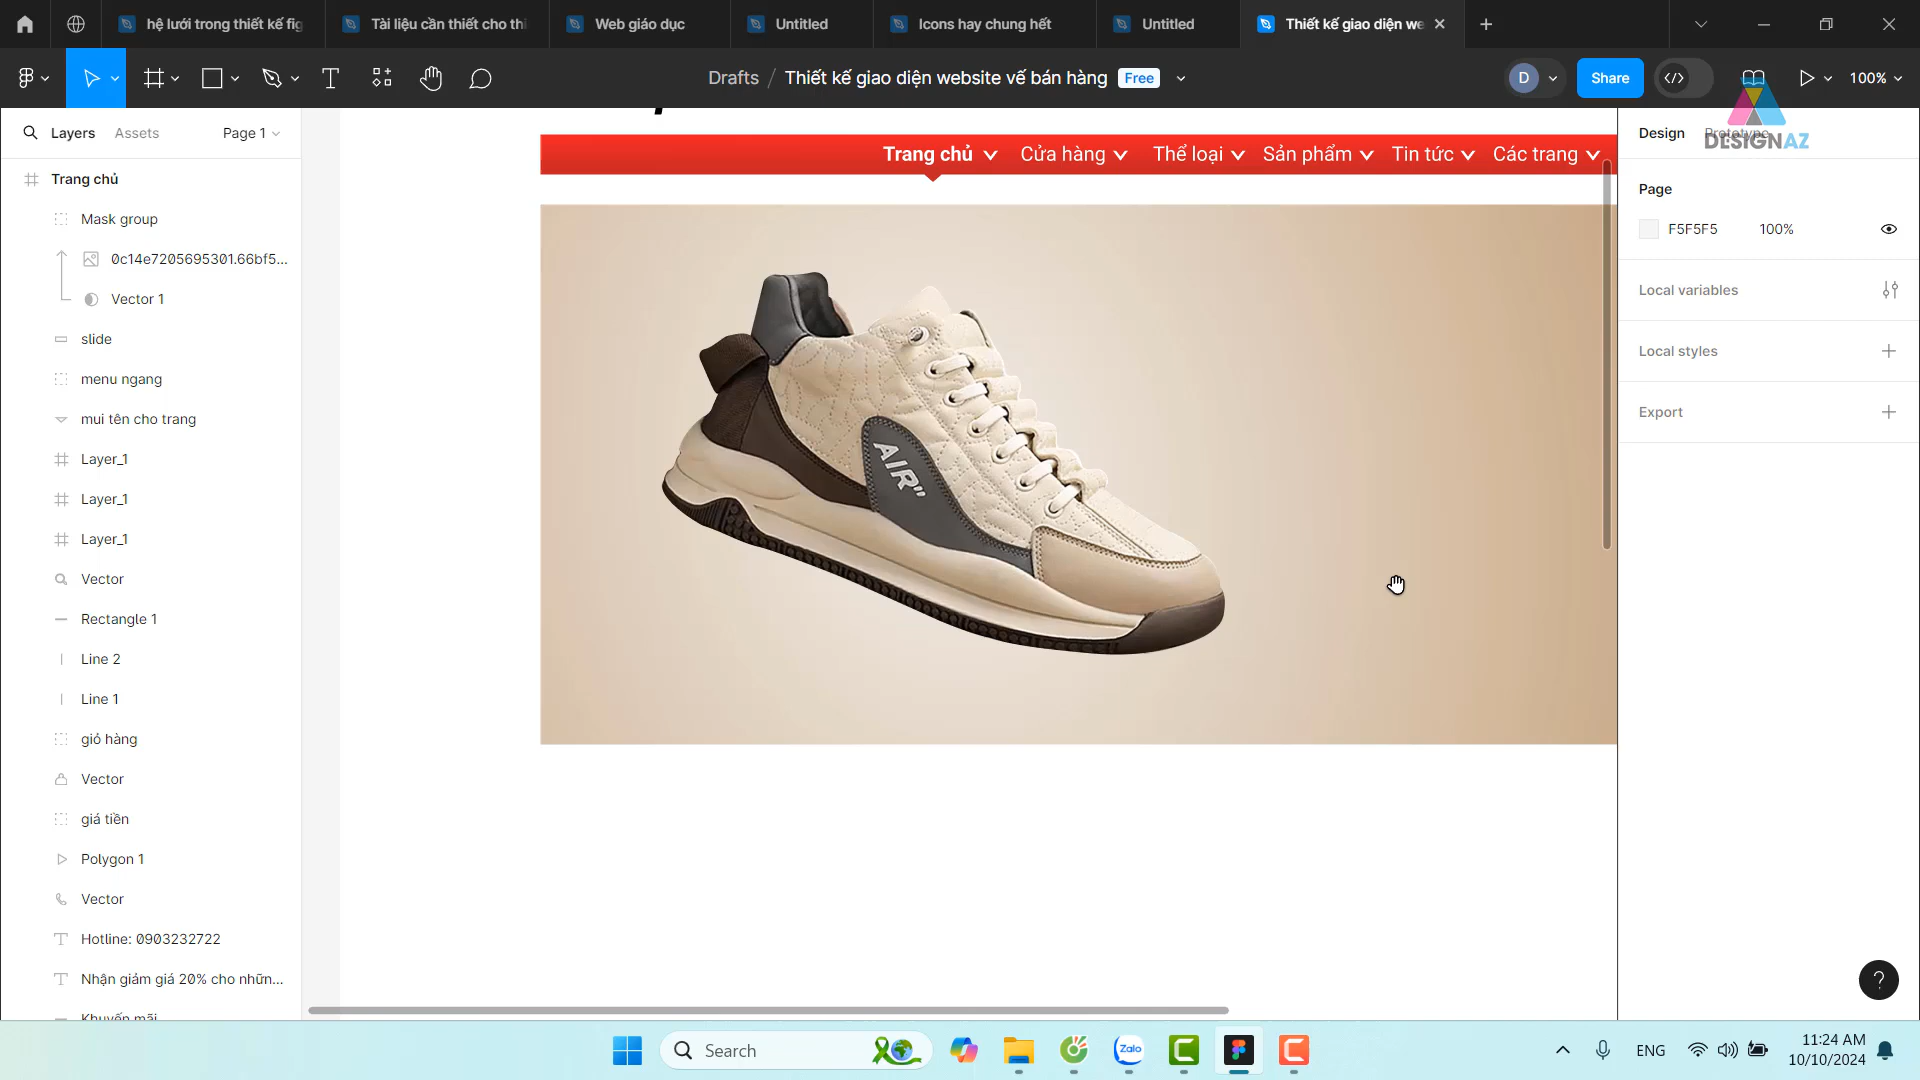 hệ lưới trong thiết kế fig
Tài liệu cần thiết cho thi
Web giáo dục
Untitled
Icons hay chung hết
Untitled
Thiết kế giao diện we
Drafts / Thiết kế giao diện website về bán hàng Free
D
Share
100%
Layers
Assets
Page 1
Design
Prototype
DESIGNAZ
Trang chủ
Cửa hàng
Thể loại
Sản phẩm
Tin tức
Các trang
Trang chủ
Mask group
0c14e7205695301.66bf5...
Vector 1
slide
menu ngang
mui tên cho trang
Layer_1
Layer_1
Layer_1
Vector
Rectangle 1
Line 2
Line 1
giỏ hàng
Vector
giá tiền
Polygon 1
Vector
Hotline: 0903232722
Nhận giảm giá 20% cho nhữn...
Khuyến mãi
AIR"
Page
F5F5F5
100%
Local variables
Local styles
Export
?
Search
Zalo
ENG
11:24 AM
10/10/2024